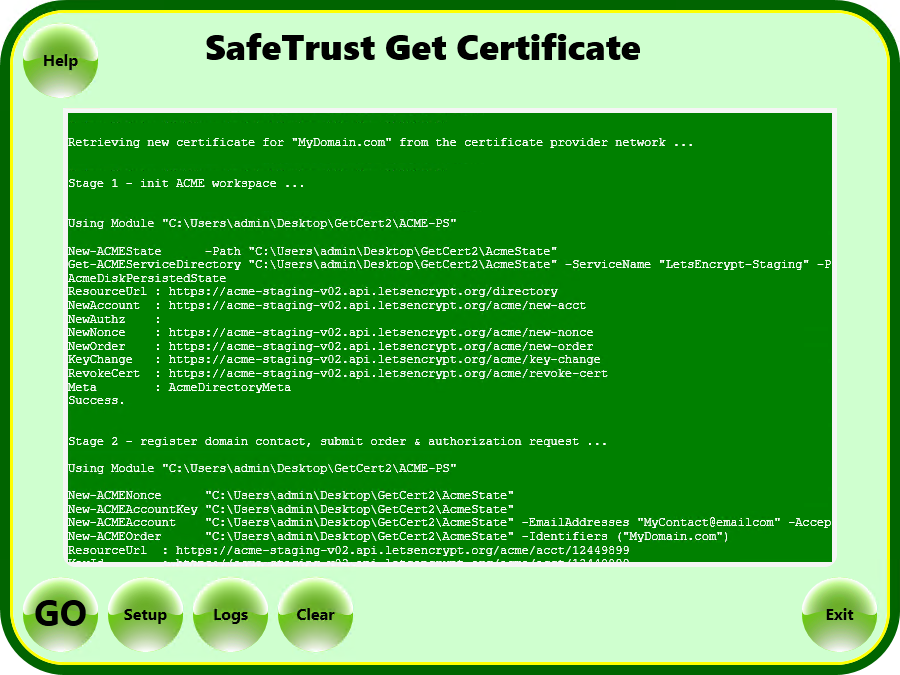 SafeTrust Get Certificate
Help
Retrieving new certificate for "MyDomain.com" from the certificate provider network ...
Stage 1 - init ACME workspace ...
Using Module "C:\Users\admin\Desktop\GetCert2\ACME-PS"
New-ACMEState      -Path "C:\Users\admin\Desktop\GetCert2\AcmeState"
Get-ACMEServiceDirectory "C:\Users\admin\Desktop\GetCert2\AcmeState" -ServiceName "LetsEncrypt-Staging" -P
AcmeDiskPersistedState
ResourceUrl : https://acme-staging-v02.api.letsencrypt.org/directory
NewAccount  : https://acme-staging-v02.api.letsencrypt.org/acme/new-acct
NewAuthz    :
NewNonce    : https://acme-staging-v02.api.letsencrypt.org/acme/new-nonce
NewOrder    : https://acme-staging-v02.api.letsencrypt.org/acme/new-order
KeyChange   : https://acme-staging-v02.api.letsencrypt.org/acme/key-change
RevokeCert  : https://acme-staging-v02.api.letsencrypt.org/acme/revoke-cert
Meta        : AcmeDirectoryMeta
Success.
Stage 2 - register domain contact, submit order & authorization request ...
Using Module "C:\Users\admin\Desktop\GetCert2\ACME-PS"
New-ACMENonce      "C:\Users\admin\Desktop\GetCert2\AcmeState"
New-ACMEAccountKey "C:\Users\admin\Desktop\GetCert2\AcmeState"
New-ACMEAccount    "C:\Users\admin\Desktop\GetCert2\AcmeState" -EmailAddresses "MyContact@emailcom" -Accep
New-ACMEOrder      "C:\Users\admin\Desktop\GetCert2\AcmeState" -Identifiers ("MyDomain.com")
ResourceUrl  : https://acme-staging-v02.api.letsencrypt.org/acme/acct/12449899
GO
Setup
Logs
Clear
Exit